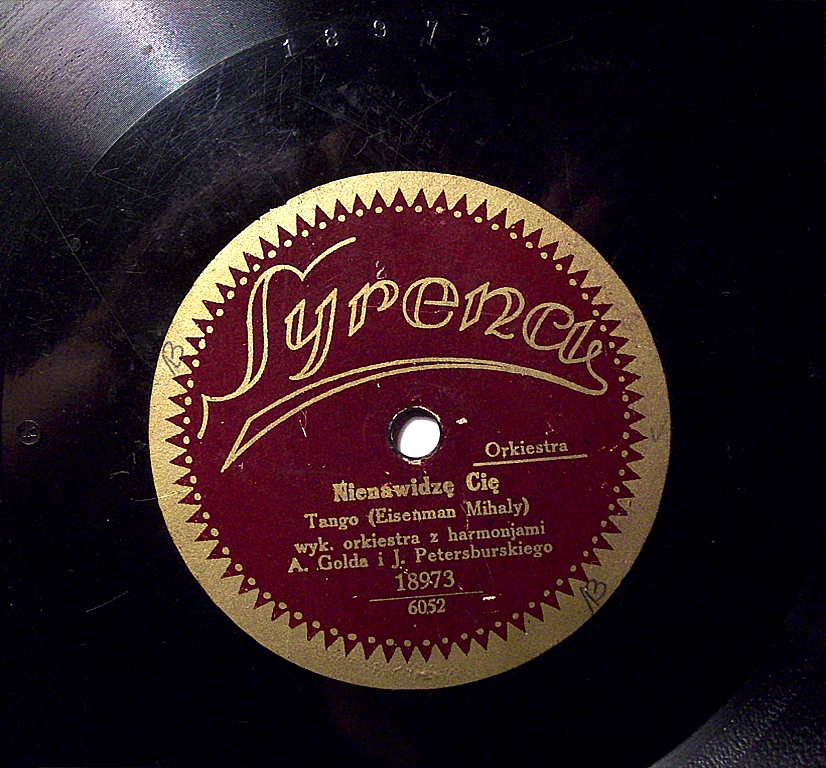 18973
Syrena
Orkiestra
Nienawidzę Cię
Tango (Eisenman Mihaly)
wyk. orkiestra z harmonjami
A. Golda i J. Petersburskiego
18973
6052
B
B